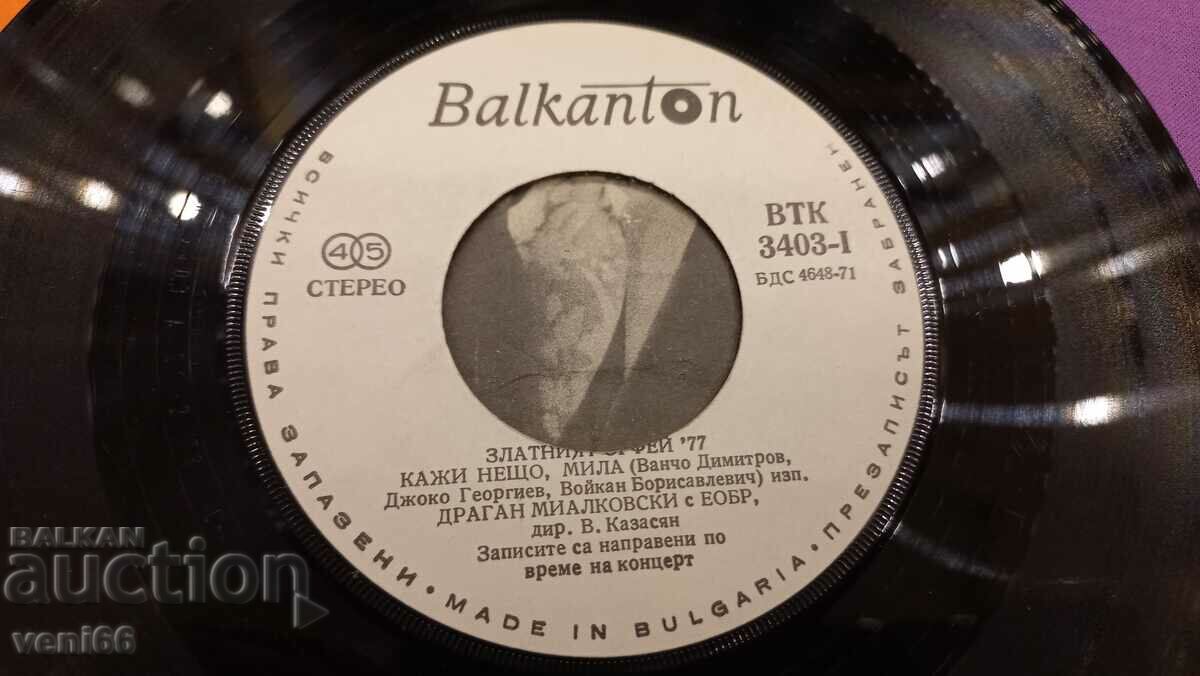 Balkanton
ВСИЧКИ ПРАВА ЗАПАЗЕНИ • MADE IN BULGARIA • ПРЕЗАПИСЪТ ЗАБРАНЕН
45
СТЕРЕО
ВТК
3403-I
БДС 4648-71
'77
КАЖИ НЕЩО, МИЛА (Ванчо Димитров,
Джоко Георгиев, Войкан Борисавлевич) изп.
ДРАГАН МИАЛКОВСКИ с ЕОБР,
дир. В. Казасян
Записите са направени по
време на концерт
BALKAN
auction
veni66